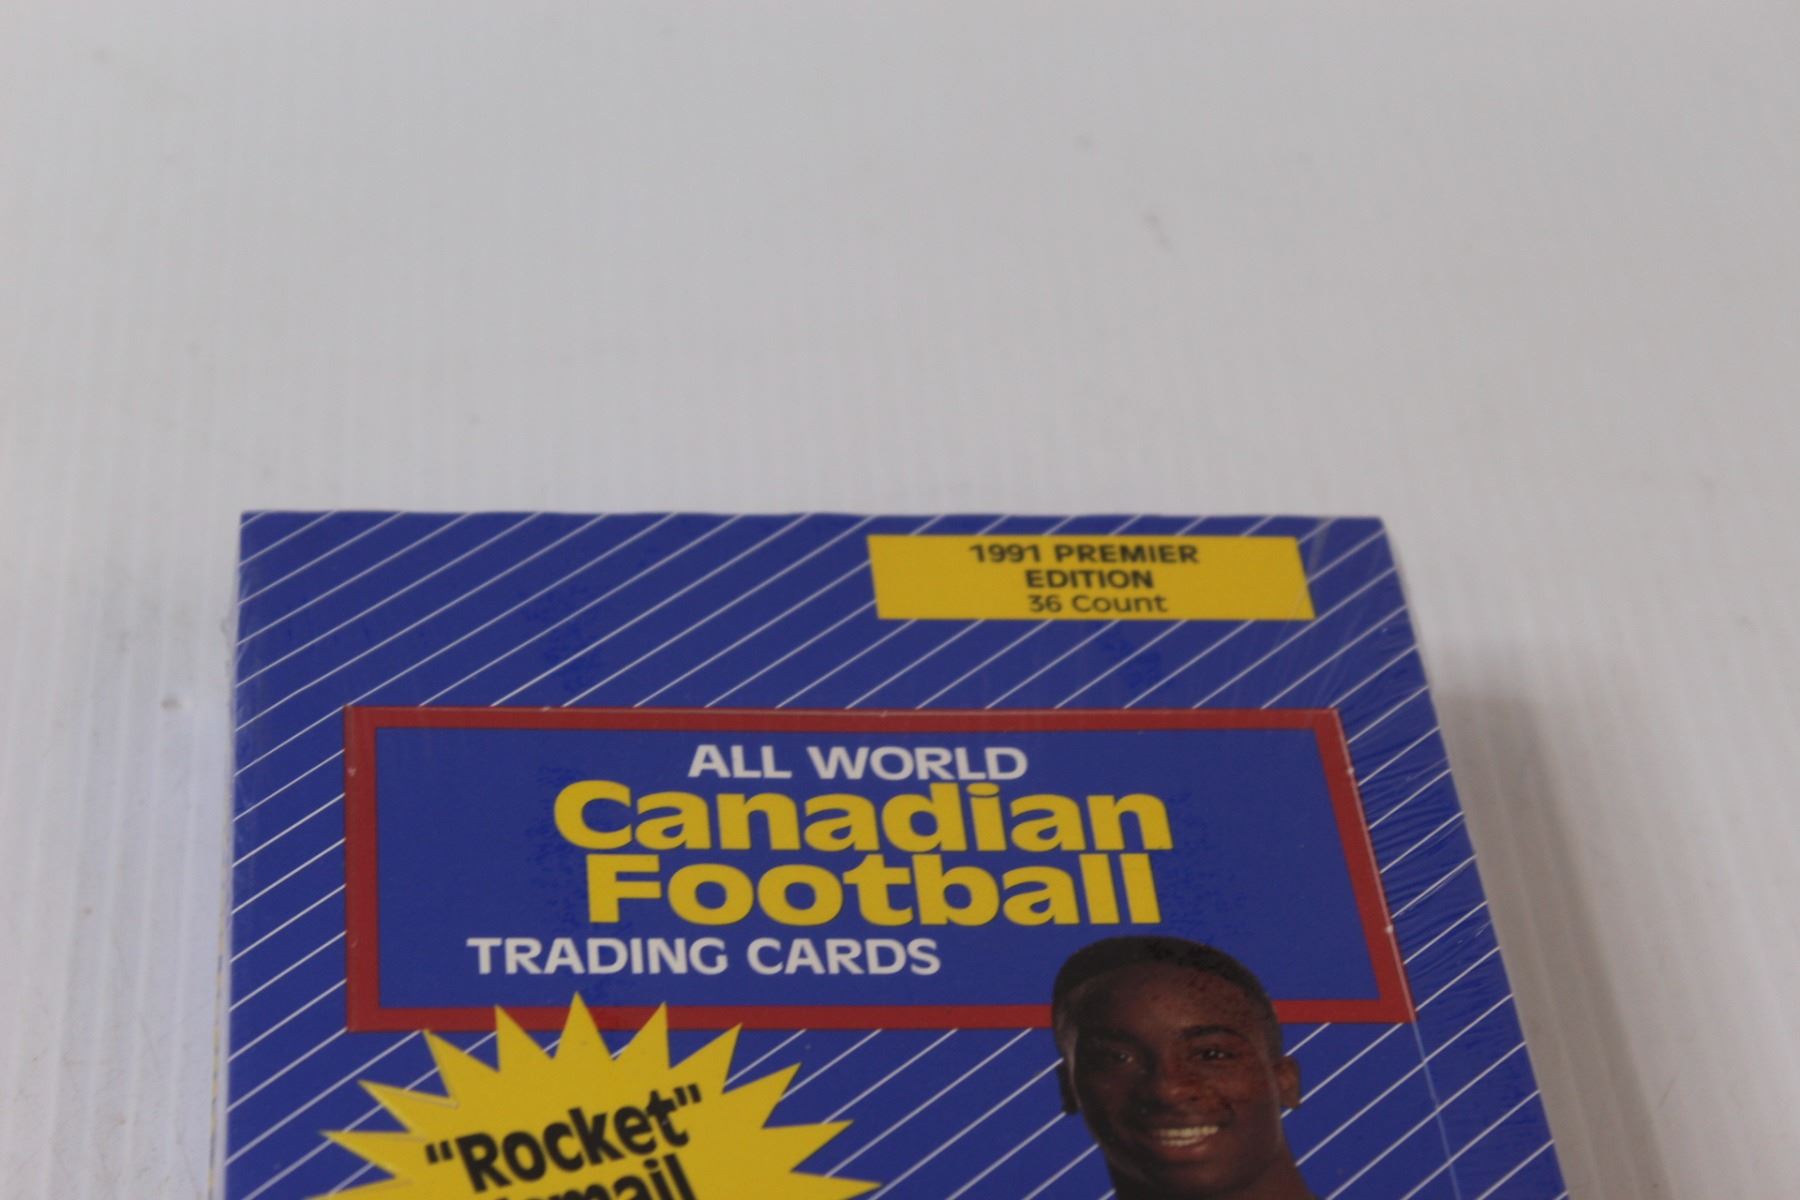 1991 PREMIER
EDITION
36 Count
ALL WORLD
Canadian
Football
TRADING CARDS
"Rocket"